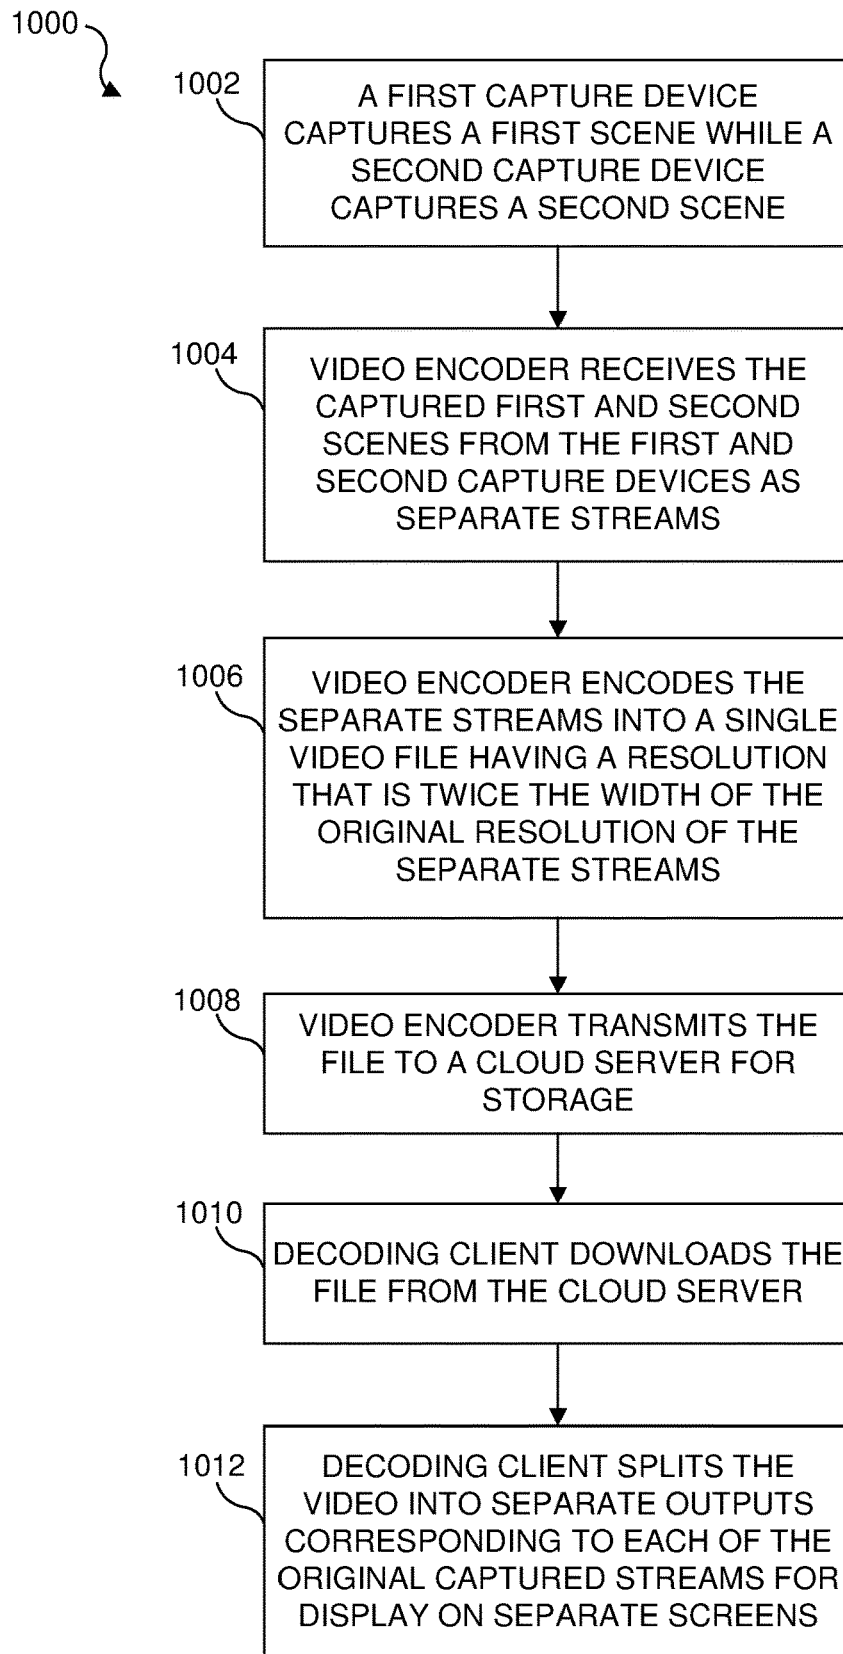 1000
1002
A FIRST CAPTURE DEVICE
CAPTURES A FIRST SCENE WHILE A
SECOND CAPTURE DEVICE
CAPTURES A SECOND SCENE
1004
VIDEO ENCODER RECEIVES THE
CAPTURED FIRST AND SECOND
SCENES FROM THE FIRST AND
SECOND CAPTURE DEVICES AS
SEPARATE STREAMS
1006
VIDEO ENCODER ENCODES THE
SEPARATE STREAMS INTO A SINGLE
VIDEO FILE HAVING A RESOLUTION
THAT IS TWICE THE WIDTH OF THE
ORIGINAL RESOLUTION OF THE
SEPARATE STREAMS
1008
VIDEO ENCODER TRANSMITS THE
FILE TO A CLOUD SERVER FOR
STORAGE
1010
DECODING CLIENT DOWNLOADS THE
FILE FROM THE CLOUD SERVER
1012
DECODING CLIENT SPLITS THE
VIDEO INTO SEPARATE OUTPUTS
CORRESPONDING TO EACH OF THE
ORIGINAL CAPTURED STREAMS FOR
DISPLAY ON SEPARATE SCREENS